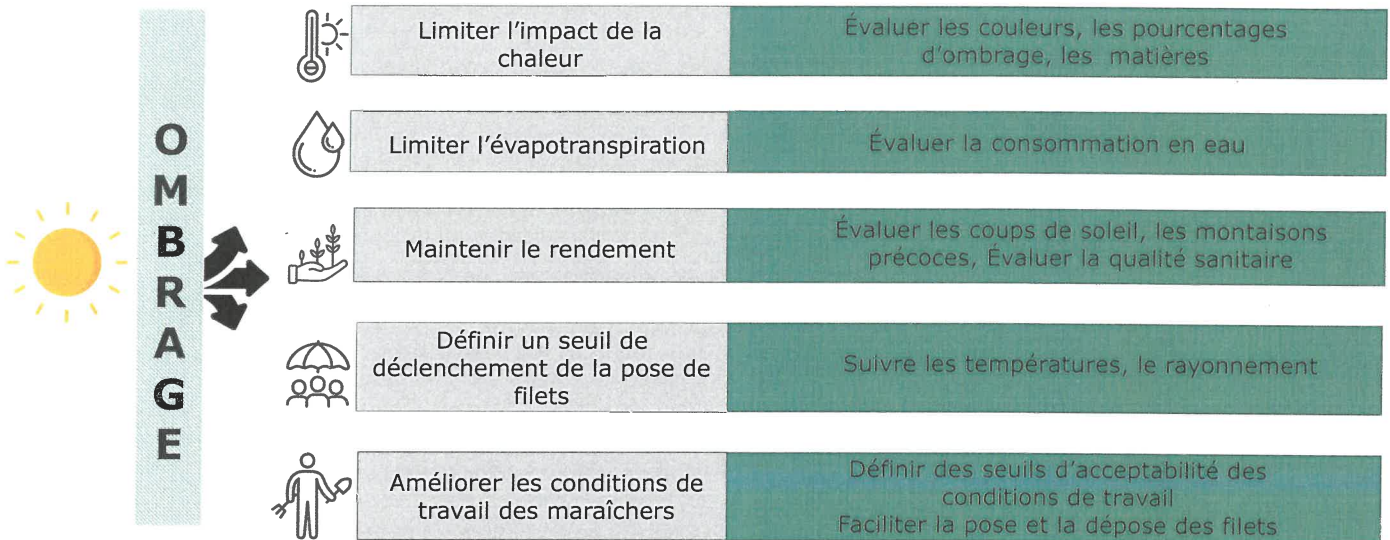 OMBRAGE
Limiter l'impact de la
chaleur
Évaluer les couleurs, les pourcentages
d'ombrage, les matières
Limiter l'évapotranspiration
Évaluer la consommation en eau
Maintenir le rendement
Évaluer les coups de soleil, les montaisons
précoces, Évaluer la qualité sanitaire
Définir un seuil de
déclenchement de la pose de
filets
Suivre les températures, le rayonnement
Améliorer les conditions de
travail des maraîchers
Définir des seuils d'acceptabilité des
conditions de travail
Faciliter la pose et la dépose des filets